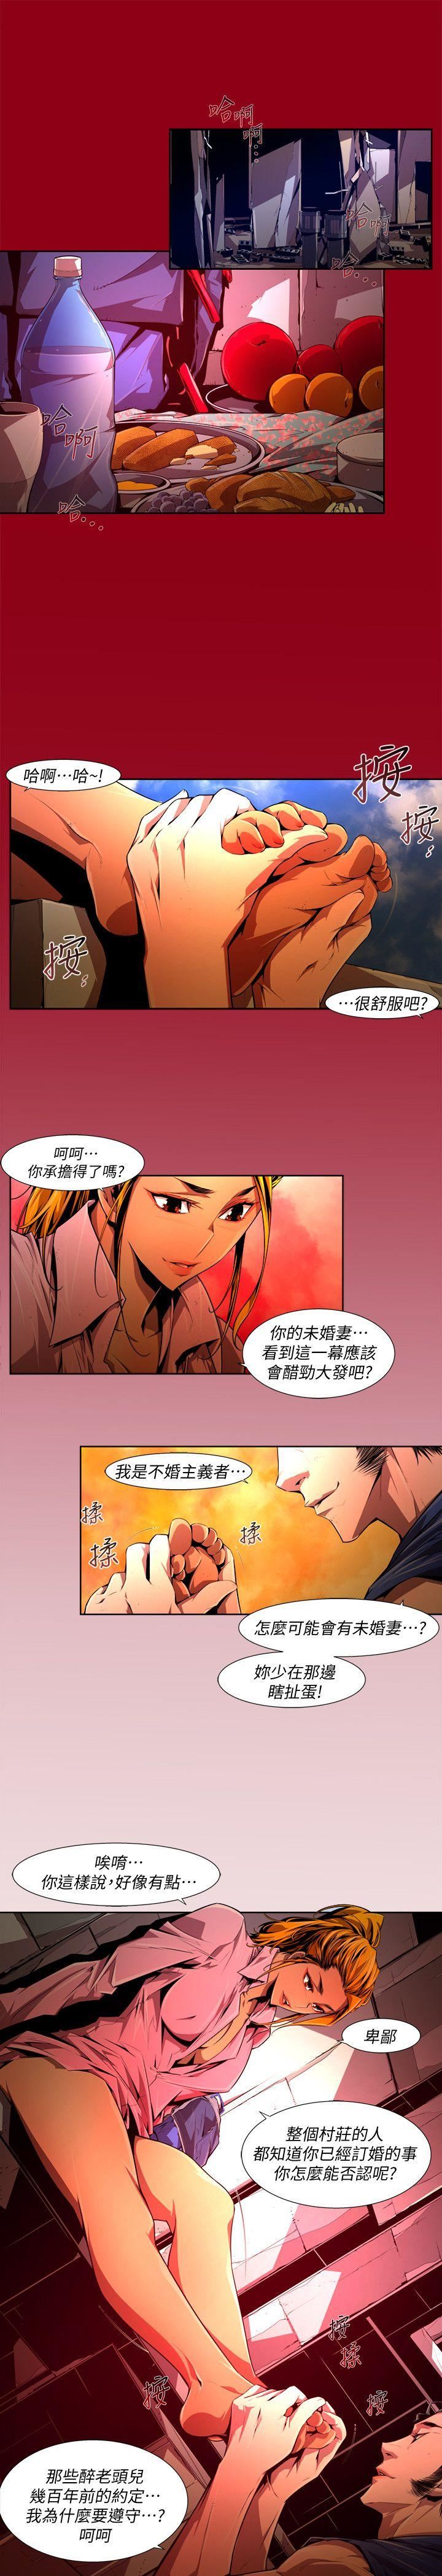 哈啊
啊…
哈啊
哈…
哈啊
哈…
哈啊…哈~!
按
按
按
…很舒服吧?
呵呵…
你承擔得了嗎?
你的未婚妻…
看到這一幕應該
會醋勁大發吧?
我是不婚主義者…
揉
揉
揉
怎麼可能會有未婚妻…?
妳少在那邊
瞎扯蛋!
唉唷…
你這樣說,好像有點…
卑鄙
整個村莊的人
都知道你已經訂婚的事
你怎麼能否認呢?
按
揉
按
按
那些醉老頭兒
幾百年前的約定…
我為什麼要遵守…?
呵呵